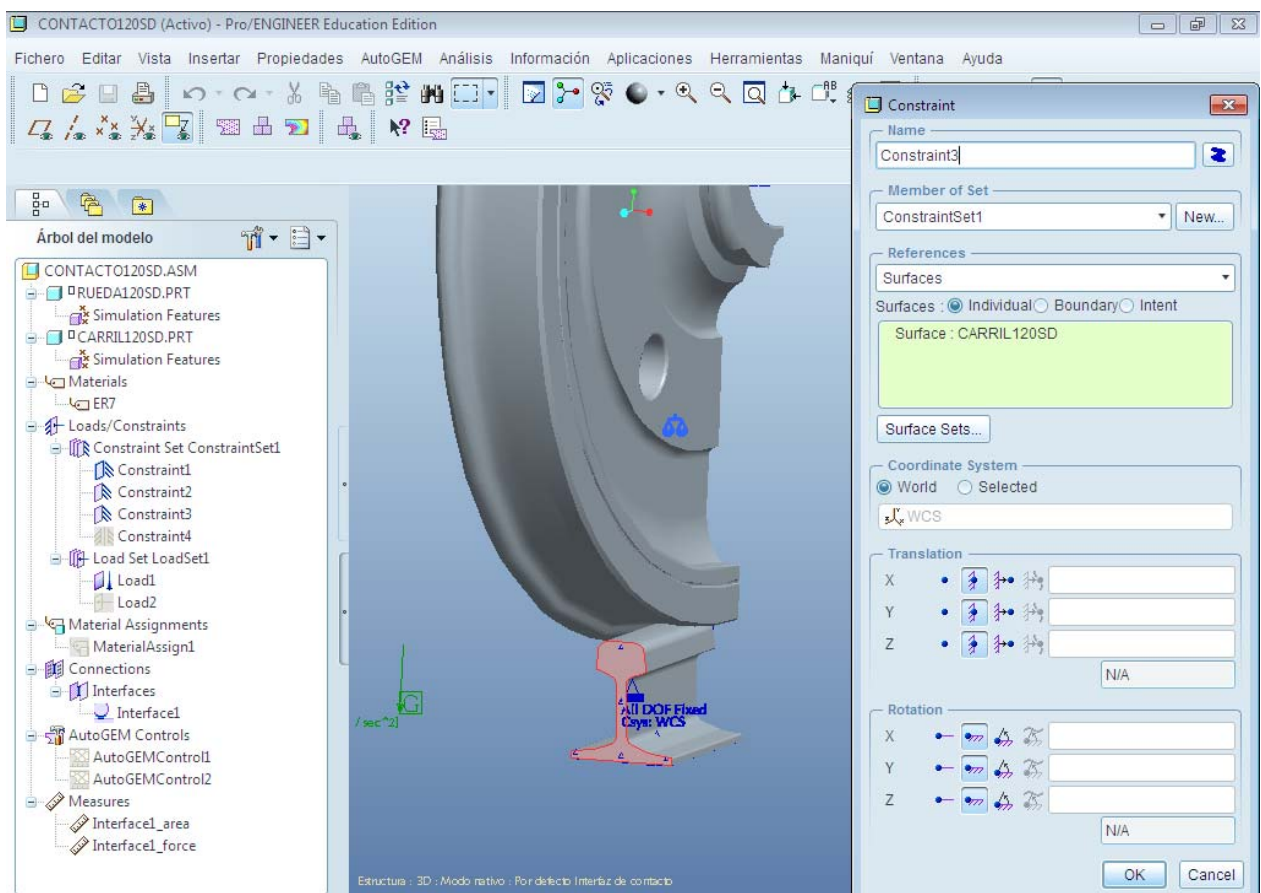 CONTACTO120SD (Activo) - Pro/ENGINEER Education Edition
Fichero Editar Vista Insertar Propiedades AutoGEM Análisis Información Aplicaciones Herramientas Maniquí Ventana Ayuda
Árbol del modelo
CONTACTO120SD.ASM
RUEDA120SD.PRT
Simulation Features
CARRIL120SD.PRT
Simulation Features
Materials
ER7
Loads/Constraints
Constraint Set ConstraintSet1
Constraint1
Constraint2
Constraint3
Constraint4
Load Set LoadSet1
Load1
Load2
Material Assignments
MaterialAssign1
Connections
Interfaces
Interface1
AutoGEM Controls
AutoGEMControl1
AutoGEMControl2
Measures
Interface1_area
Interface1_force
G
/ sec^2]
All DOF Fixed
Csys: WCS
Estructura : 3D : Modo nativo : Por defecto Interfaz de contacto
Constraint
Name
Constraint3
Member of Set
ConstraintSet1
New...
References
Surfaces
Surfaces : Individual Boundary Intent
Surface : CARRIL120SD
Surface Sets...
Coordinate System
World Selected
WCS
Translation
X
Y
Z
N/A
Rotation
X
Y
Z
N/A
OK Cancel